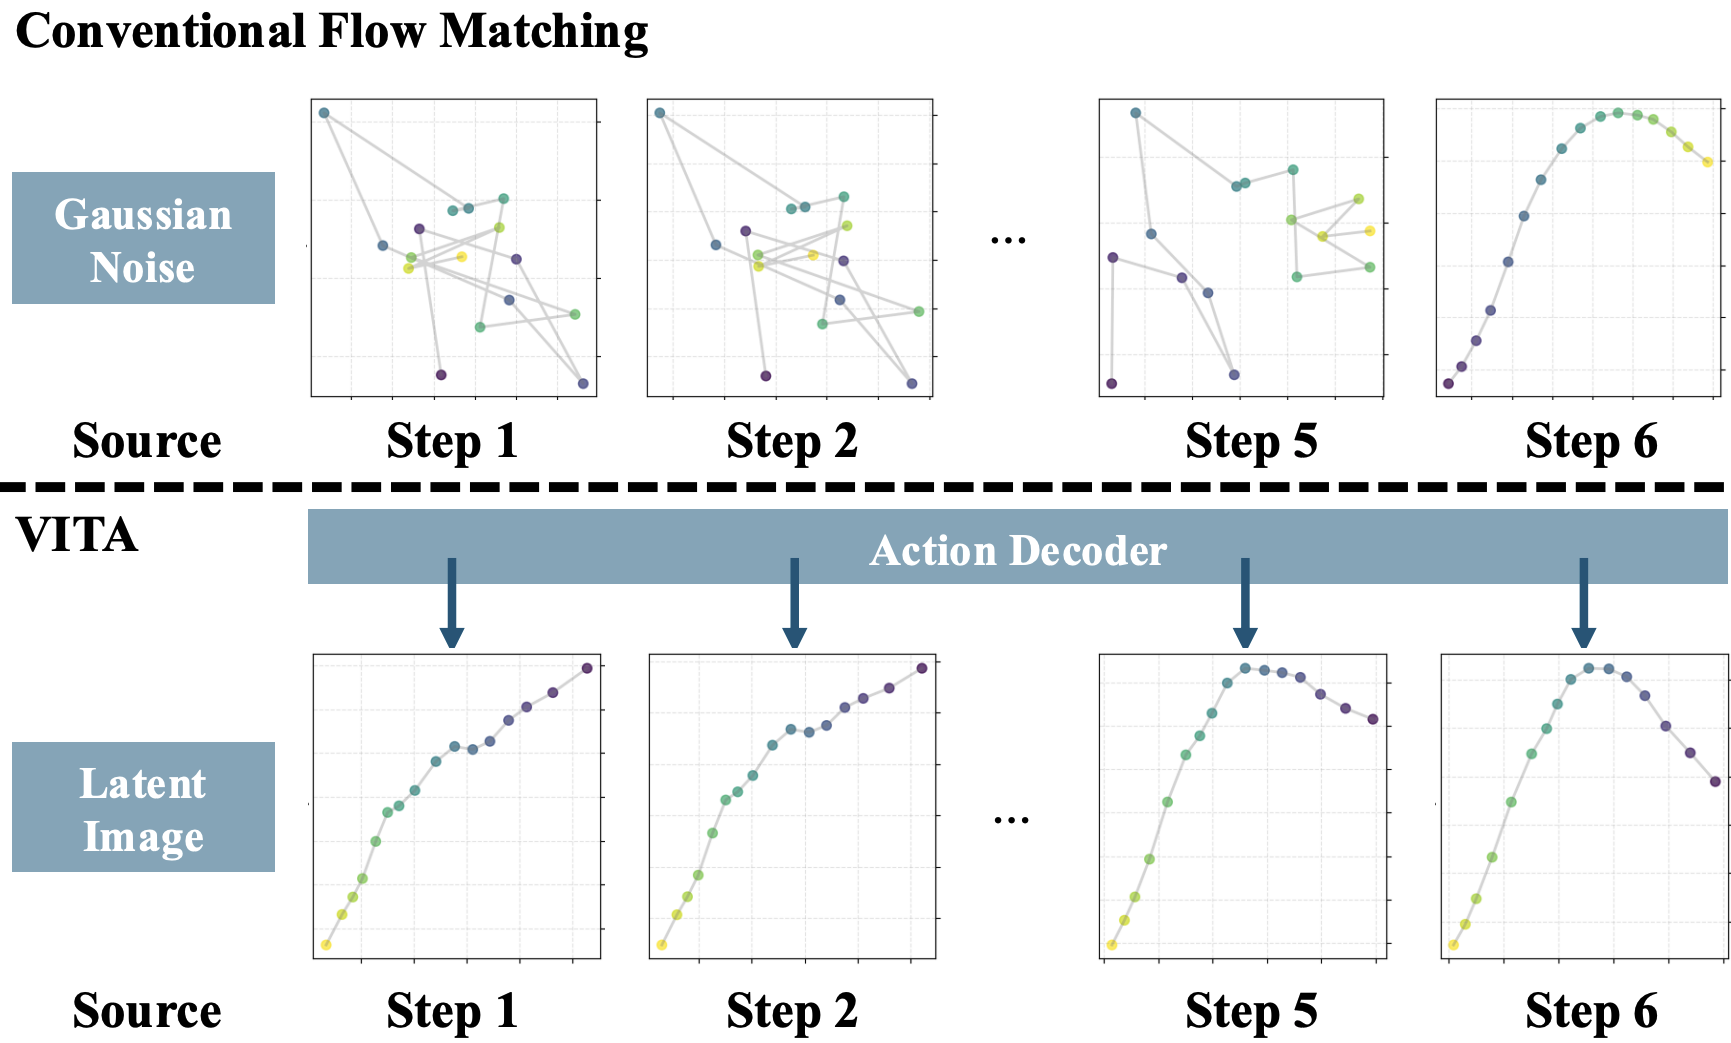 Conventional Flow Matching
Gaussian
Noise
...
Source
Step 1
Step 2
Step 5
Step 6
VITA
Action Decoder
Latent
Image
...
Source
Step 1
Step 2
Step 5
Step 6